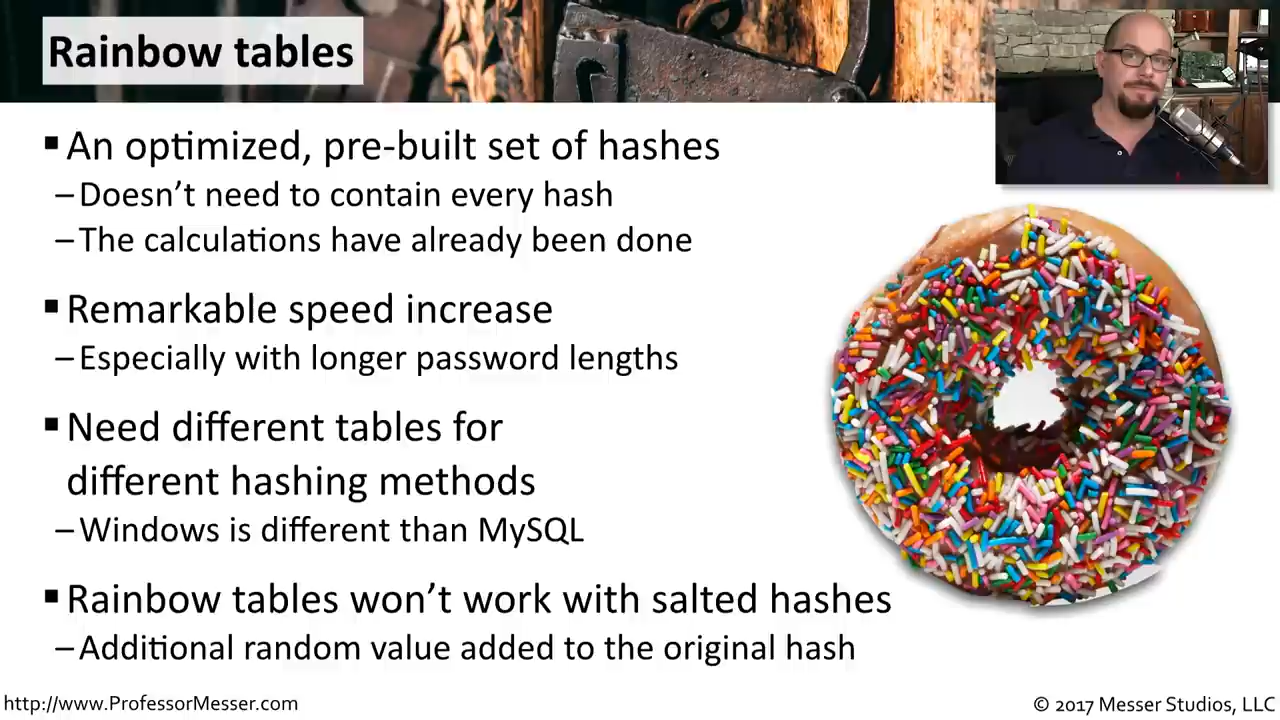 Rainbow tables
▪ An optimized, pre-built set of hashes
– Doesn’t need to contain every hash
– The calculations have already been done
▪ Remarkable speed increase
– Especially with longer password lengths
▪ Need different tables for
different hashing methods
– Windows is different than MySQL
▪ Rainbow tables won’t work with salted hashes
– Additional random value added to the original hash
http://www.ProfessorMesser.com
© 2017 Messer Studios, LLC